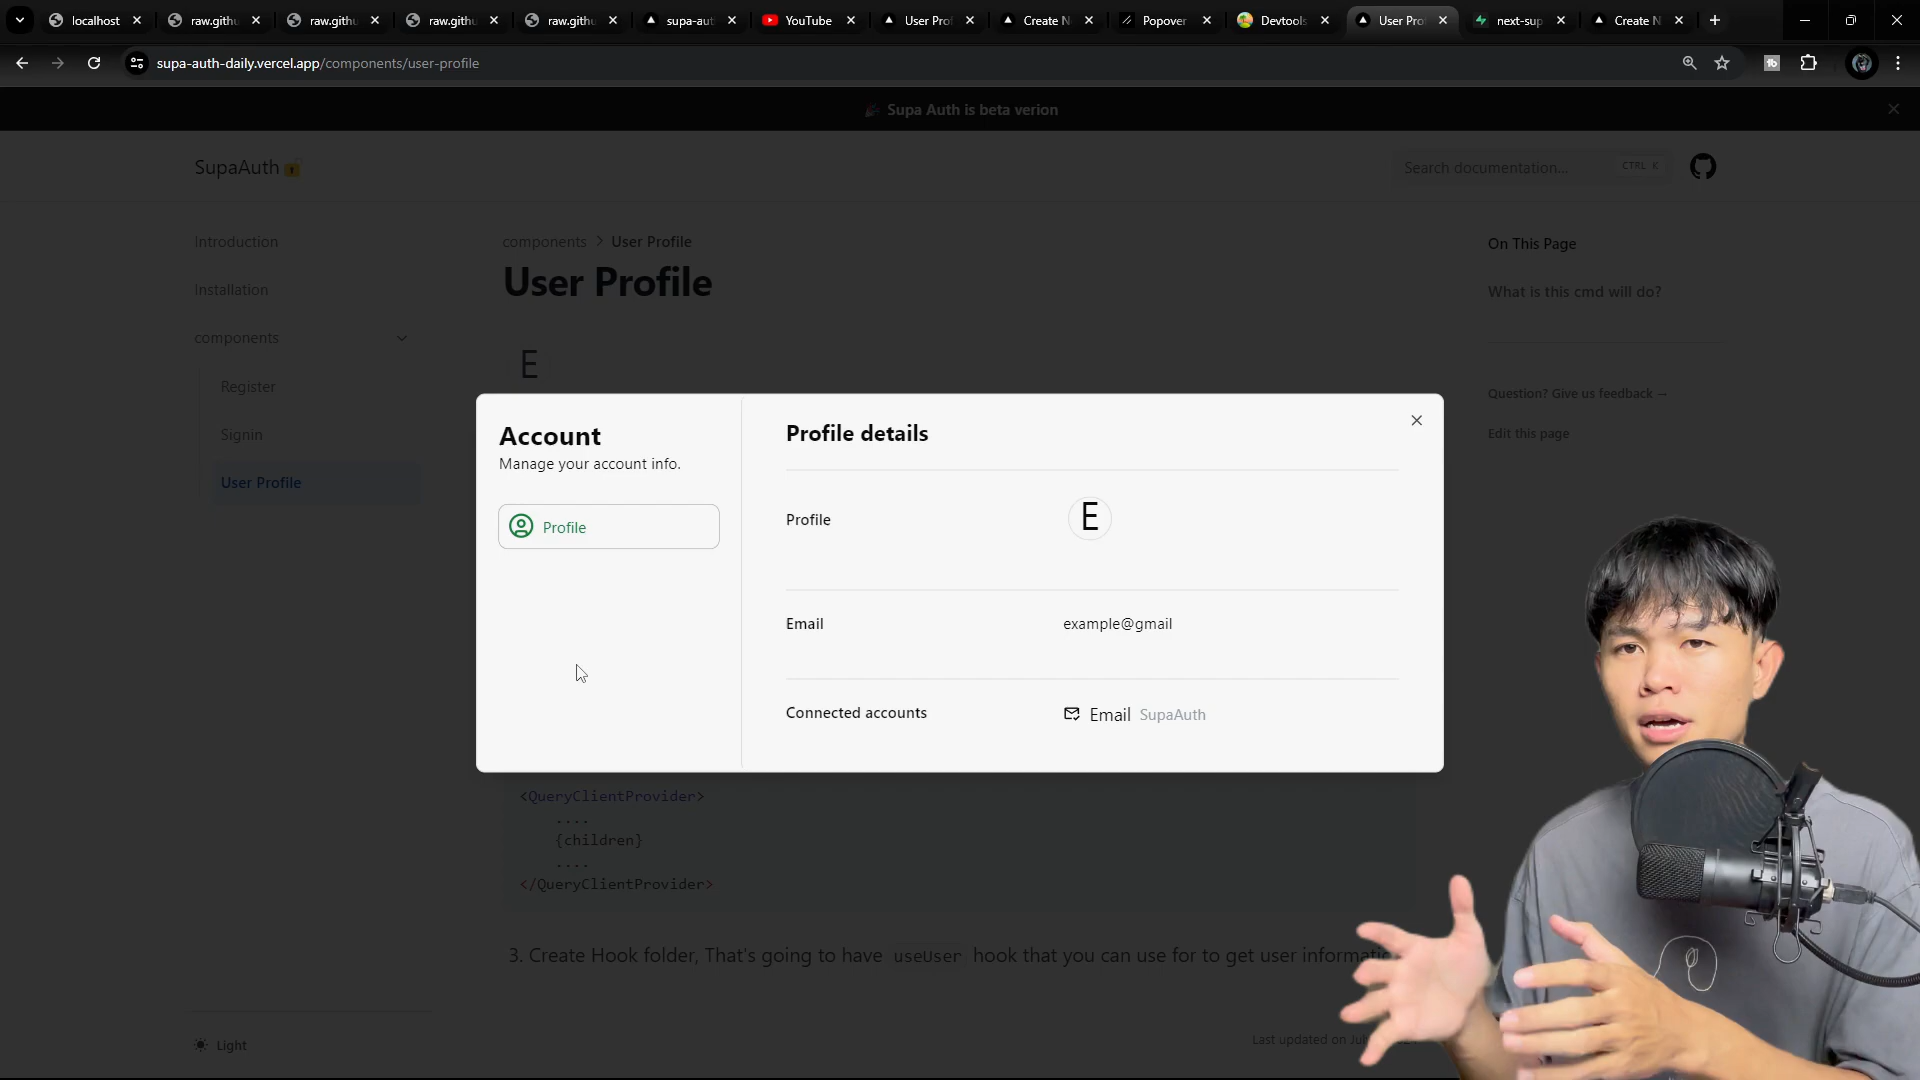 localhost
raw.githu
raw.githu
raw.githu
raw.githu
supa-aut
YouTube
User Prof
Create N
Popover
Devtools
User Prof
next-sup
Create N
supa-auth-daily.vercel.app/components/user-profile
🎉 Supa Auth is beta verion
SupaAuth🔓
Search documentation...
CTRL K
Introduction
Installation
components
Register
Signin
User Profile
Light
components > User Profile
User Profile
E
Account
Manage your account info.
Profile
Profile details
Profile
E
Email
example@gmail
Connected accounts
Email SupaAuth
<QueryClientProvider>
....
{children}
....
</QueryClientProvider>
3. Create Hook folder, That's going to have useUser hook that you can use for to get user
Last updated on
On This Page
What is this cmd will do?
Question? Give us feedback →
Edit this page